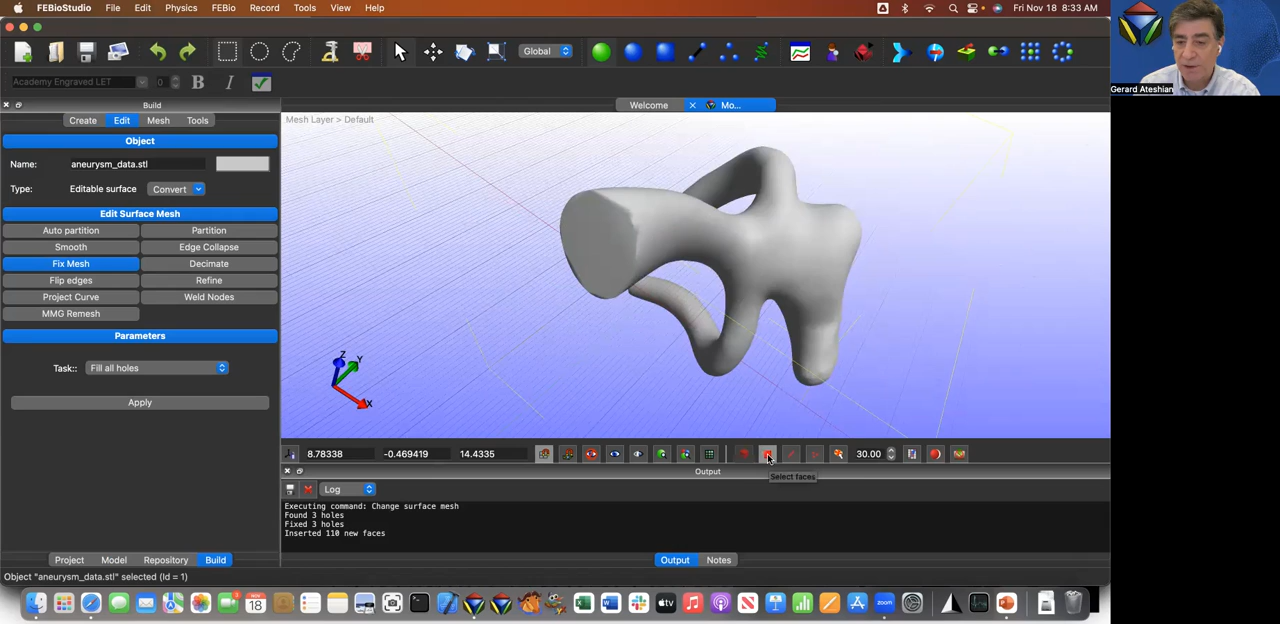 FEBioStudio File Edit Physics FEBio Record Tools View Help
Fri Nov 18 8:33 AM
Global
Academy Engraved LET 0 B I
Gerard Ateshian
Build
Create Edit Mesh Tools
Object
Name: aneurysm_data.stl
Type: Editable surface Convert
Edit Surface Mesh
Auto partition Partition
Smooth Edge Collapse
Fix Mesh Decimate
Flip edges Refine
Project Curve Weld Nodes
MMG Remesh
Parameters
Task:: Fill all holes
Apply
Project Model Repository Build
Object "aneurysm_data.stl" selected (Id = 1)
Welcome Mo...
Mesh Layer > Default
Z
Y
X
8.78338 -0.469419 14.4335 30.00
Select faces
Output
Log
Executing command: Change surface mesh
Found 3 holes
Fixed 3 holes
Inserted 110 new faces
Output Notes
NOV
18
tv
zoom